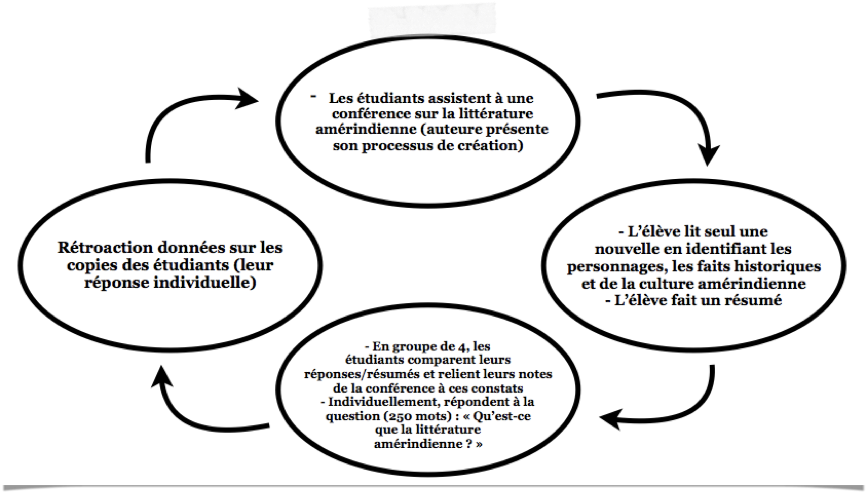 - Les étudiants assistent à une
conférence sur la littérature
amérindienne (auteure présente
son processus de création)
- L’élève lit seul une
nouvelle en identifiant les
personnages, les faits historiques
et de la culture amérindienne
- L’élève fait un résumé
- En groupe de 4, les
étudiants comparent leurs
réponses/résumés et relient leurs notes
de la conférence à ces constats
- Individuellement, répondent à la
question (250 mots) : « Qu’est-ce
que la littérature
amérindienne ? »
Rétroaction données sur les
copies des étudiants (leur
réponse individuelle)